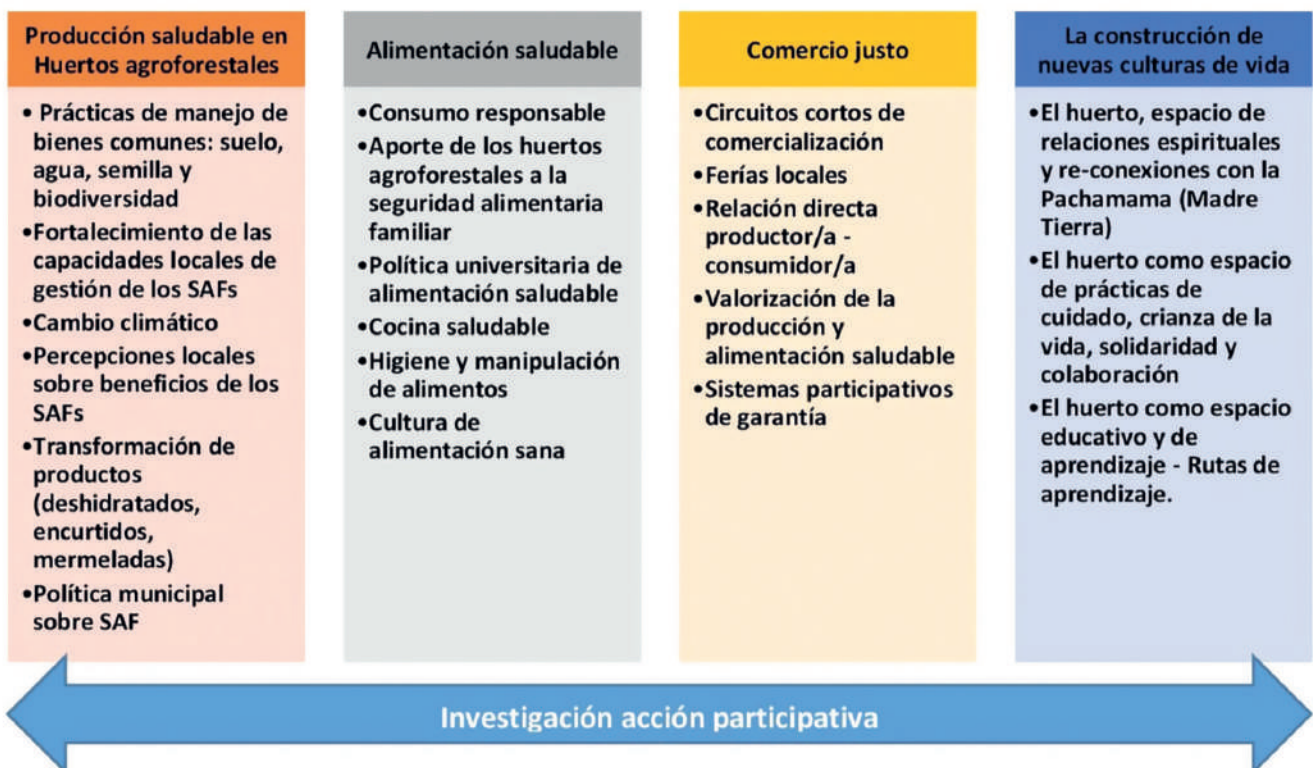 Producción saludable en
Huertos agroforestales
• Prácticas de manejo de
bienes comunes: suelo,
agua, semilla y
biodiversidad
•Fortalecimiento de las
capacidades locales de
gestión de los SAFs
•Cambio climático
•Percepciones locales
sobre beneficios de los
SAFs
•Transformación de
productos
(deshidratados,
encurtidos,
mermeladas)
•Política municipal
sobre SAF
Alimentación saludable
•Consumo responsable
•Aporte de los huertos
agroforestales a la
seguridad alimentaria
familiar
•Política universitaria de
alimentación saludable
•Cocina saludable
•Higiene y manipulación
de alimentos
•Cultura de
alimentación sana
Comercio justo
•Circuitos cortos de
comercialización
•Ferías locales
•Relación directa
productor/a -
consumidor/a
•Valorización de la
producción y
alimentación saludable
•Sistemas participativos
de garantía
La construcción de
nuevas culturas de vida
•El huerto, espacio de
relaciones espirituales
y re-conexiones con la
Pachamama (Madre
Tierra)
•El huerto como espacio
de prácticas de
cuidado, crianza de la
vida, solidaridad y
colaboración
•El huerto como espacio
educativo y de
aprendizaje - Rutas de
aprendizaje.
Investigación acción participativa